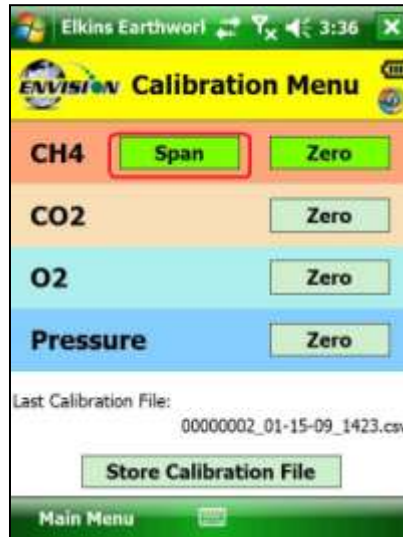 Elkins Earthworl 3:36
ENVISION Calibration Menu
CH4 Span Zero
CO2 Zero
O2 Zero
Pressure Zero
Last Calibration File:
00000002_01-15-09_1423.csv
Store Calibration File
Main Menu